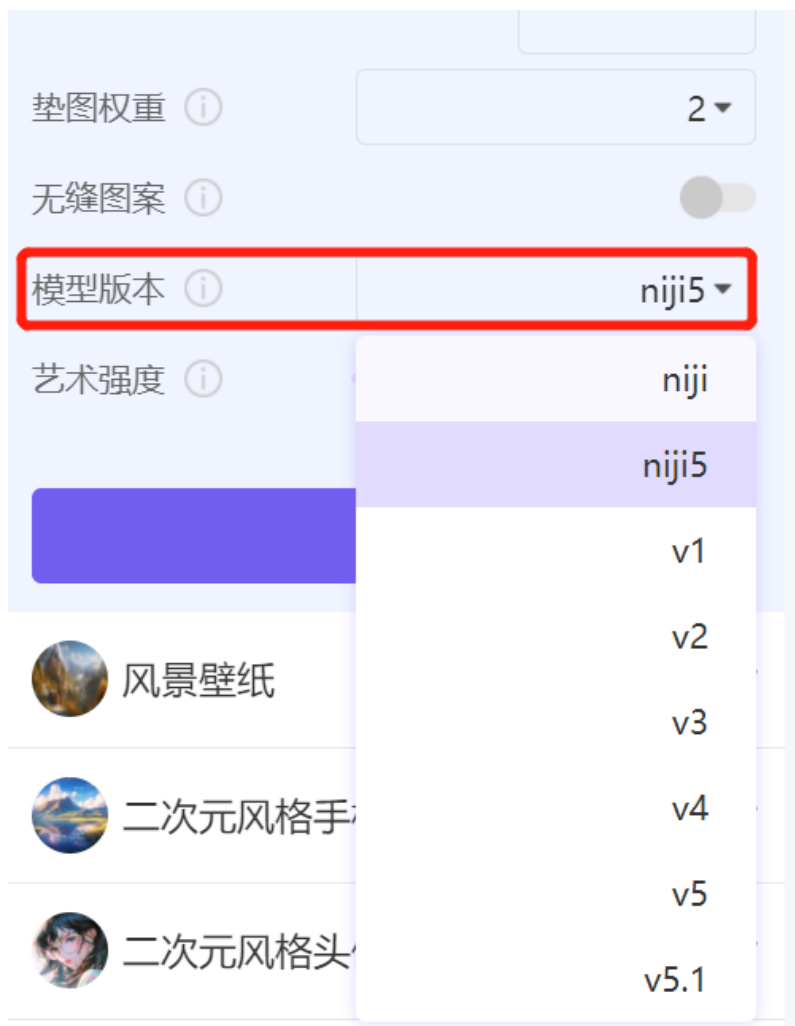 垫图权重 2
无缝图案
模型版本 niji5
艺术强度 niji
niji5
v1
v2
风景壁纸
v3
二次元风格手 v4
v5
二次元风格头
v5.1